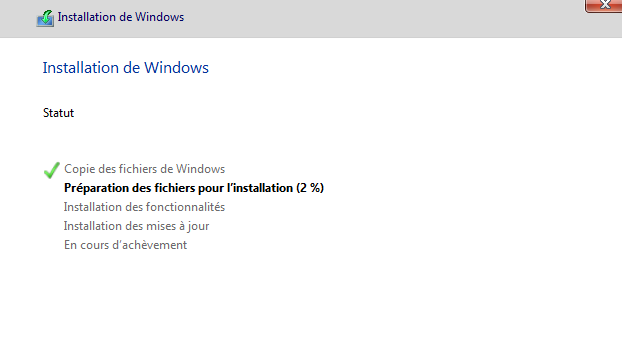 Installation de Windows
Installation de Windows
Statut
Copie des fichiers de Windows
Préparation des fichiers pour l'installation (2 %)
Installation des fonctionnalités
Installation des mises à jour
En cours d'achèvement